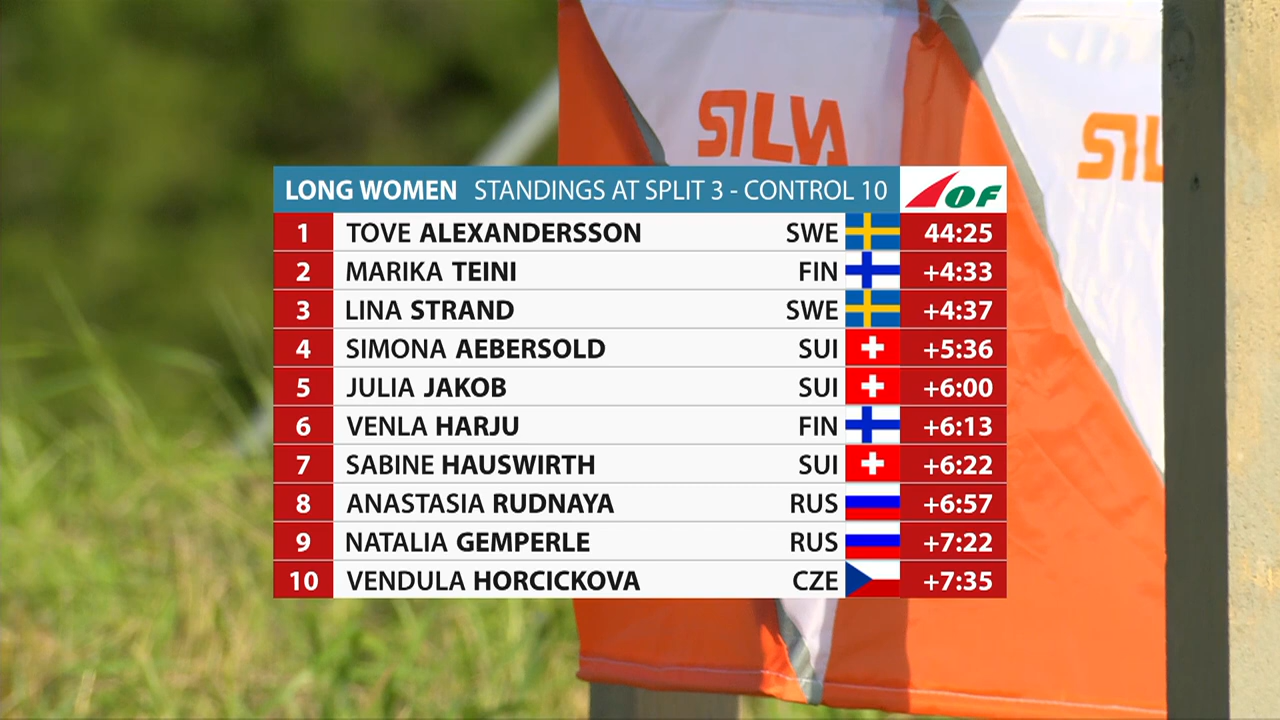 SILVA
SIL
LONG WOMEN STANDINGS AT SPLIT 3 - CONTROL 10 IOF
1 TOVE ALEXANDERSSON SWE 44:25
2 MARIKA TEINI FIN +4:33
3 LINA STRAND SWE +4:37
4 SIMONA AEBERSOLD SUI +5:36
5 JULIA JAKOB SUI +6:00
6 VENLA HARJU FIN +6:13
7 SABINE HAUSWIRTH SUI +6:22
8 ANASTASIA RUDNAYA RUS +6:57
9 NATALIA GEMPERLE RUS +7:22
10 VENDULA HORCICKOVA CZE +7:35